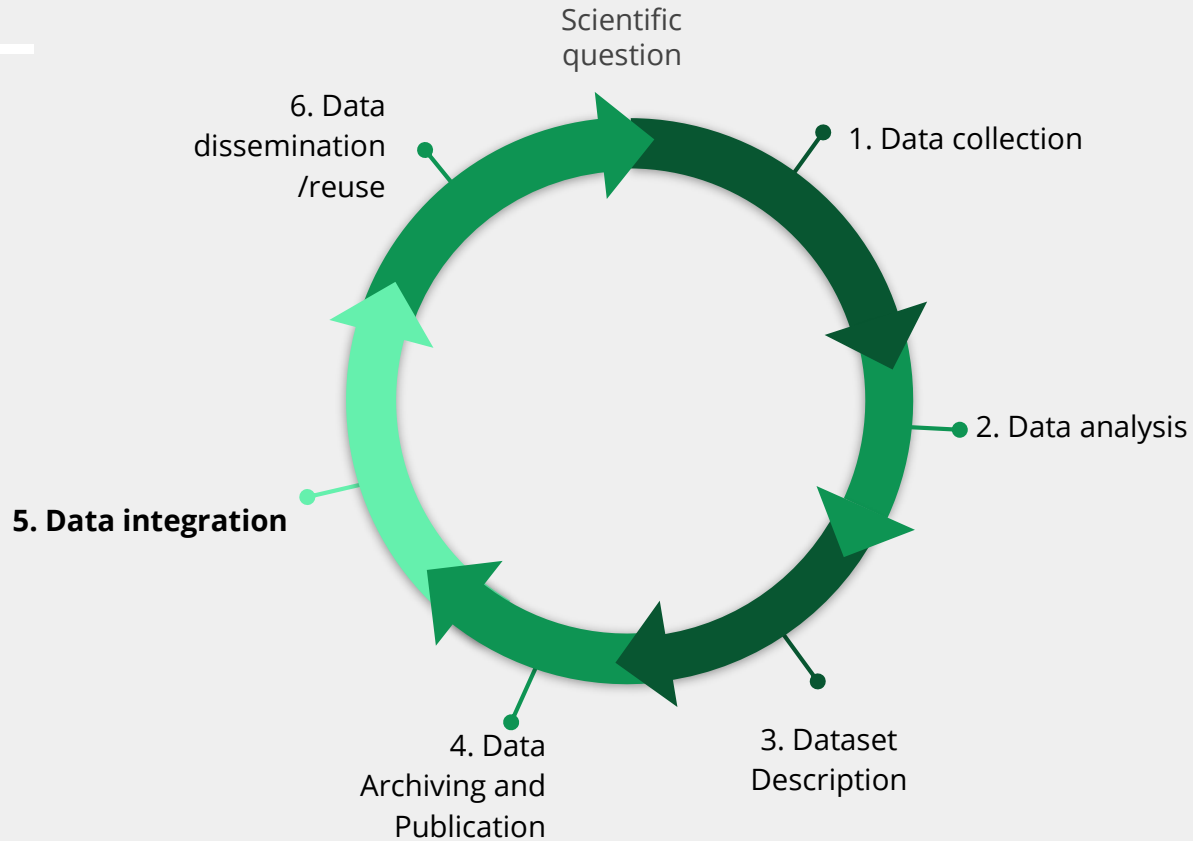 Scientific
question
1. Data collection
2. Data analysis
3. Dataset
Description
4. Data
Archiving and
Publication
5. Data integration
6. Data
dissemination
/reuse